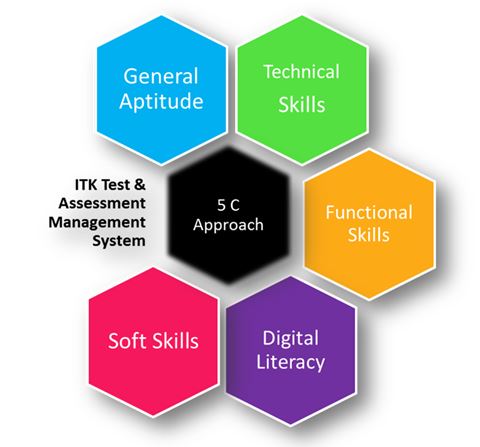 General
Aptitude
Technical
Skills
ITK Test &
Assessment
Management
System
5 C
Approach
Functional
Skills
Soft Skills
Digital
Literacy